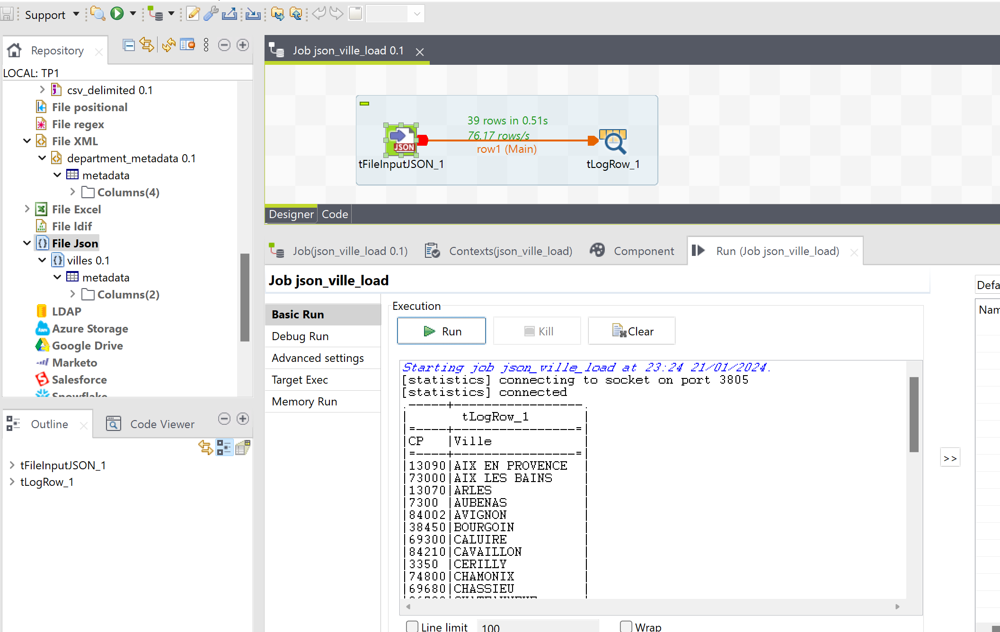 Support
Repository
LOCAL: TP1
csv_delimited 0.1
File positional
File regex
File XML
department_metadata 0.1
metadata
Columns(4)
File Excel
File ldif
File Json
villes 0.1
metadata
Columns(2)
LDAP
Azure Storage
Google Drive
Marketo
Salesforce
Snowflake
Outline
Code Viewer
tFileInputJSON_1
tLogRow_1
Job json_ville_load 0.1
39 rows in 0.51s
76.17 rows/s
row1 (Main)
JSON
tFileInputJSON_1
tLogRow_1
Designer
Code
Job(json_ville_load 0.1)
Contexts(json_ville_load)
Component
Run (Job json_ville_load)
Job json_ville_load
Basic Run
Debug Run
Advanced settings
Target Exec
Memory Run
Execution
Run
Kill
Clear
Starting job json_ville_load at 23:24 21/01/2024.
[statistics] connecting to socket on port 3805
[statistics] connected
.-----+-----------------.
|       tLogRow_1       |
|=----+----------------=|
|CP   |Ville            |
|=----+----------------=|
|13090|AIX EN PROVENCE  |
|73000|AIX LES BAINS    |
|13070|ARLES            |
|7300 |AUBENAS          |
|84002|AVIGNON          |
|38450|BOURGOIN         |
|69300|CALUIRE          |
|84210|CAVAILLON        |
|3350 |CERILLY          |
|74800|CHAMONIX         |
|69680|CHASSIEU         |
Line limit
100
Wrap
>>
Defa
Nam